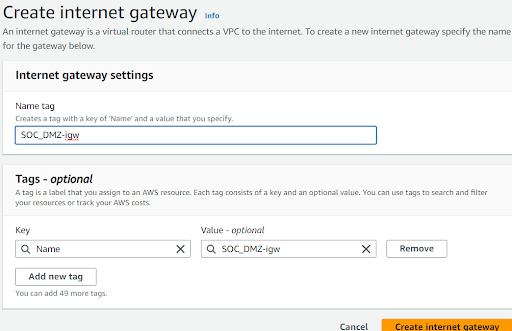 Create internet gateway Info
An internet gateway is a virtual router that connects a VPC to the internet. To create a new internet gateway specify the name
for the gateway below.
Internet gateway settings
Name tag
Creates a tag with a key of 'Name' and a value that you specify.
SOC_DMZ-igw
Tags - optional
A tag is a label that you assign to an AWS resource. Each tag consists of a key and an optional value. You can use tags to search and filter
your resources or track your AWS costs.
Key
Value - optional
Name
SOC_DMZ-igw
Remove
Add new tag
You can add 49 more tags.
Cancel
Create internet gateway